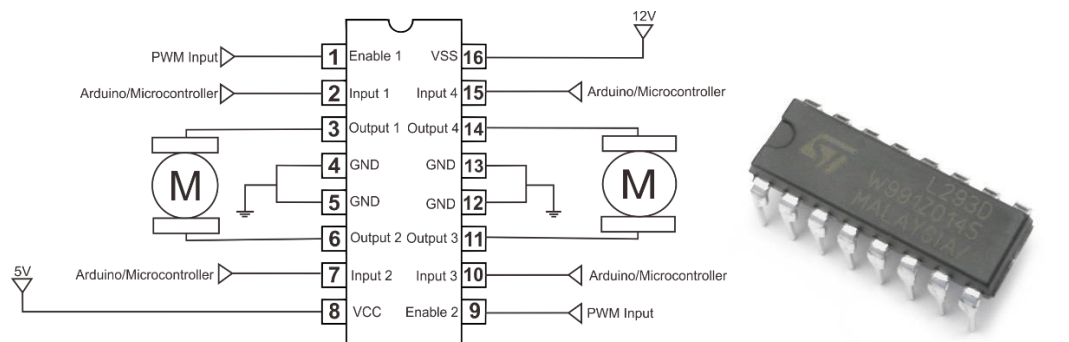 12V
PWM Input 1 Enable 1 VSS 16
Arduino/Microcontroller 2 Input 1 Input 4 15 Arduino/Microcontroller
3 Output 1 Output 4 14
4 GND GND 13
M M
5 GND GND 12
6 Output 2 Output 3 11
Arduino/Microcontroller 7 Input 2 Input 3 10 Arduino/Microcontroller
5V
8 VCC Enable 2 9 PWM Input
ST
L293D